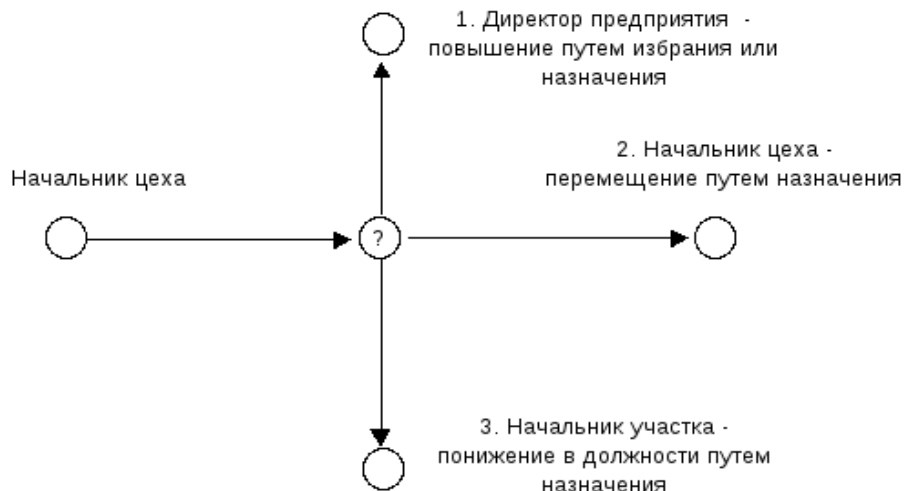 1. Директор предприятия -
повышение путем избрания или
назначения
2. Начальник цеха -
перемещение путем назначения
Начальник цеха
?
3. Начальник участка -
понижение в должности путем
назначения